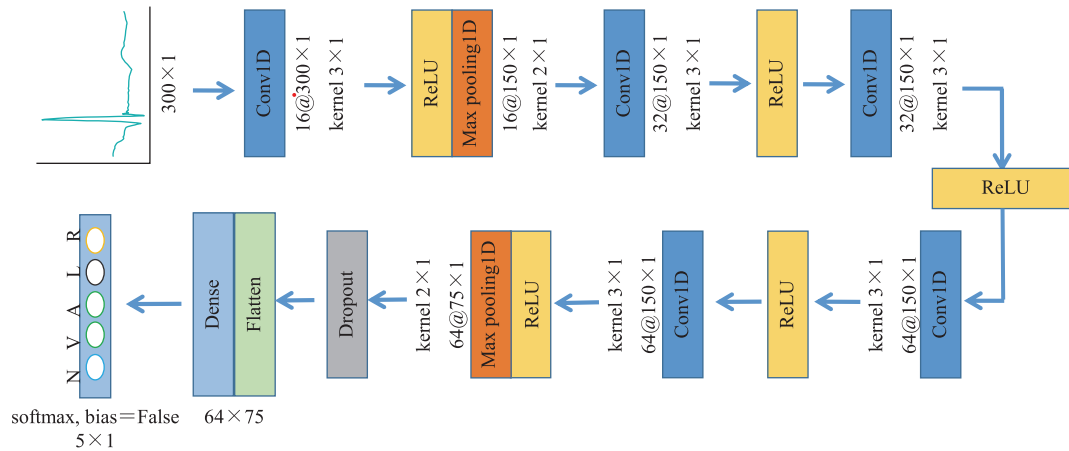 300×1
Conv1D
16@300×1
kernel 3×1
ReLU
Max pooling1D
16@150×1
kernel 2×1
Conv1D
32@150×1
kernel 3×1
ReLU
Conv1D
32@150×1
kernel 3×1
ReLU
Conv1D
64@150×1
kernel 3×1
ReLU
Conv1D
64@150×1
kernel 3×1
ReLU
Max pooling1D
64@75×1
kernel 2×1
Dropout
Flatten
Dense
64×75
N V A L R
softmax, bias=False
5×1